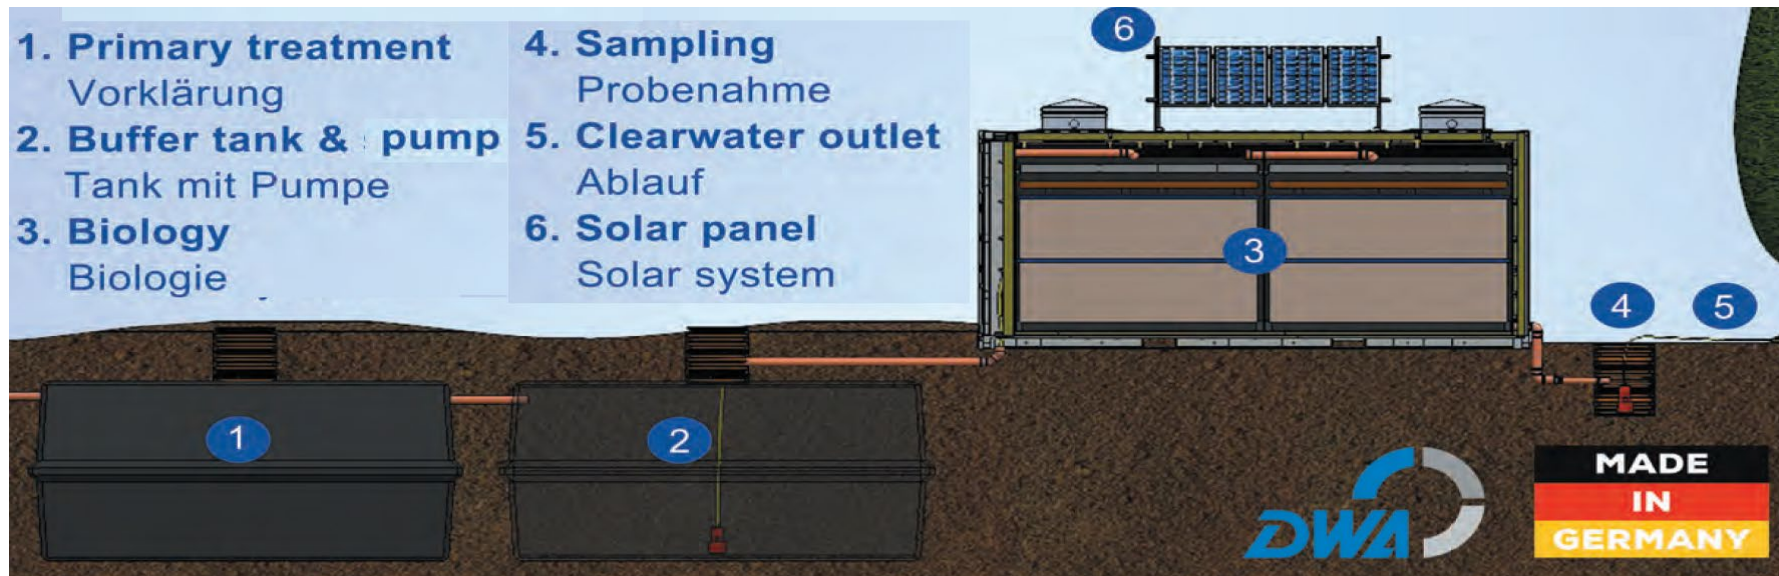 1. Primary treatment
Vorklärung
2. Buffer tank & pump
Tank mit Pumpe
3. Biology
Biologie
4. Sampling
Probenahme
5. Clearwater outlet
Ablauf
6. Solar panel
Solar system
6
3
4
5
1
2
DWA
MADE
IN
GERMANY